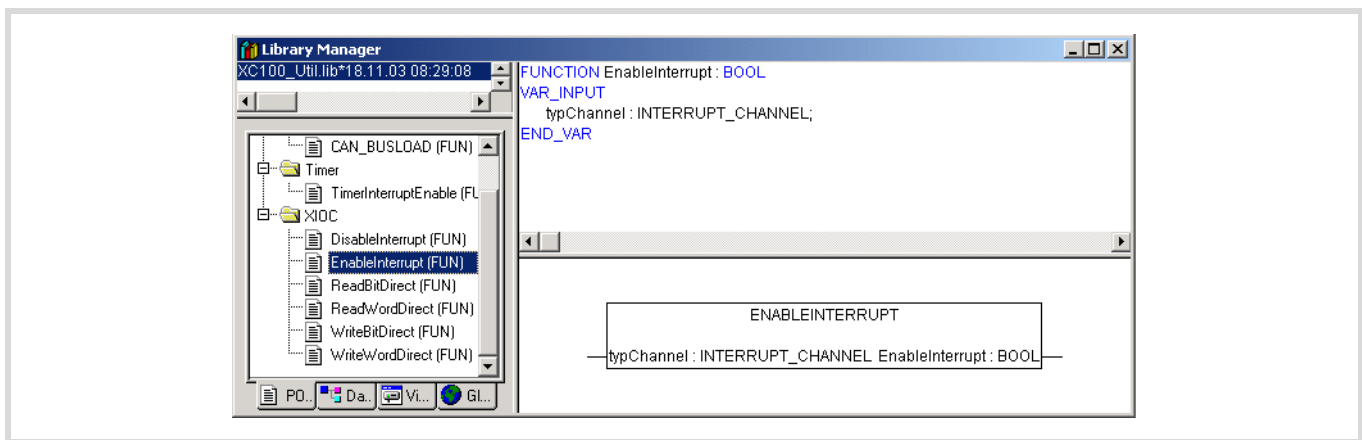 Library Manager
XC100_Util.lib*18.11.03 08:29:08
FUNCTION EnableInterrupt : BOOL
VAR_INPUT
typChannel : INTERRUPT_CHANNEL;
END_VAR
CAN_BUSLOAD (FUN)
Timer
TimerInterruptEnable (FU
XIOC
DisableInterrupt (FUN)
EnableInterrupt (FUN)
ReadBitDirect (FUN)
ReadWordDirect (FUN)
WriteBitDirect (FUN)
WriteWordDirect (FUN)
PO.. Da.. Vi... Gl...
ENABLEINTERRUPT
typChannel : INTERRUPT_CHANNEL EnableInterrupt : BOOL